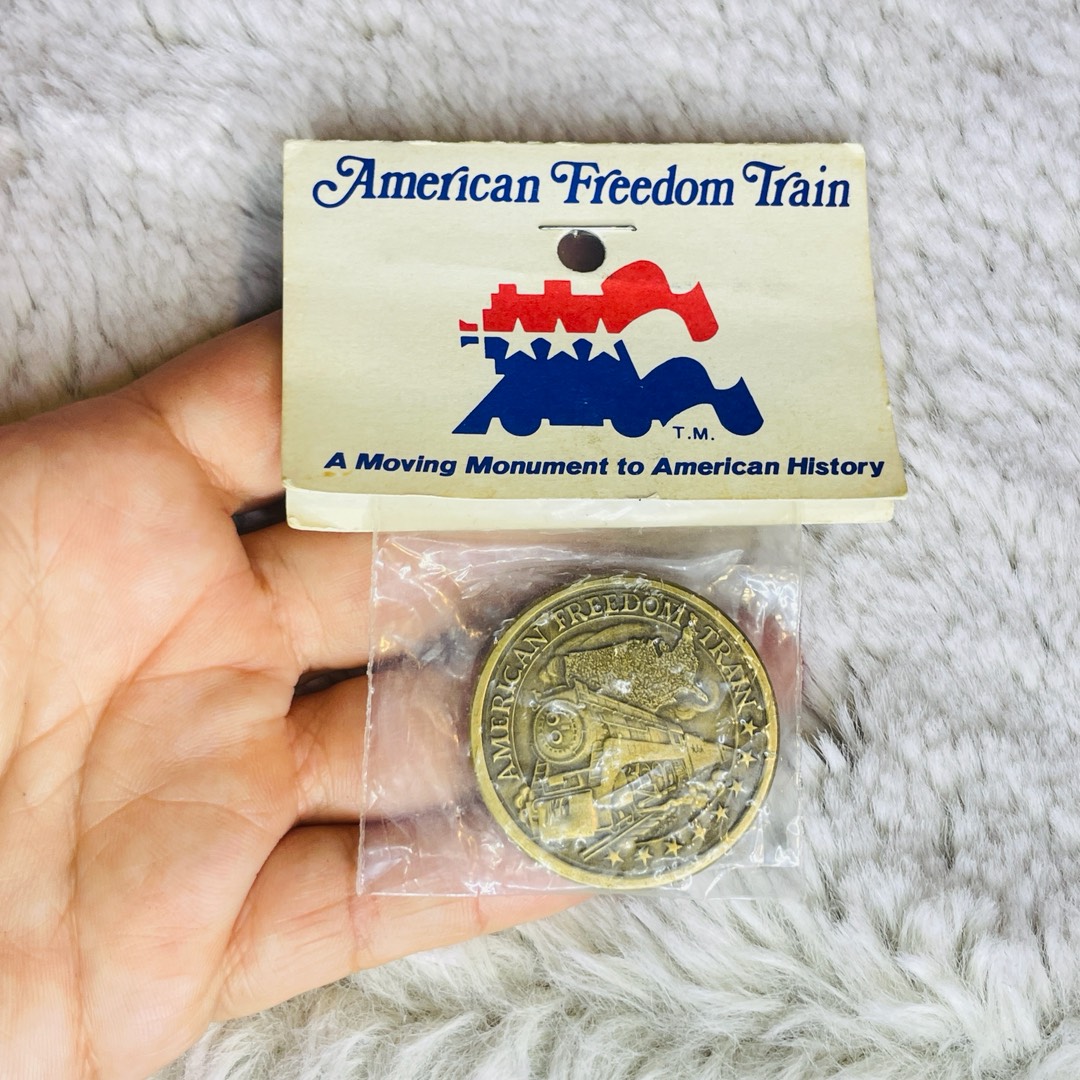 American Freedom Train
T.M.
A Moving Monument to American History
AMERICAN FREEDOM TRAIN